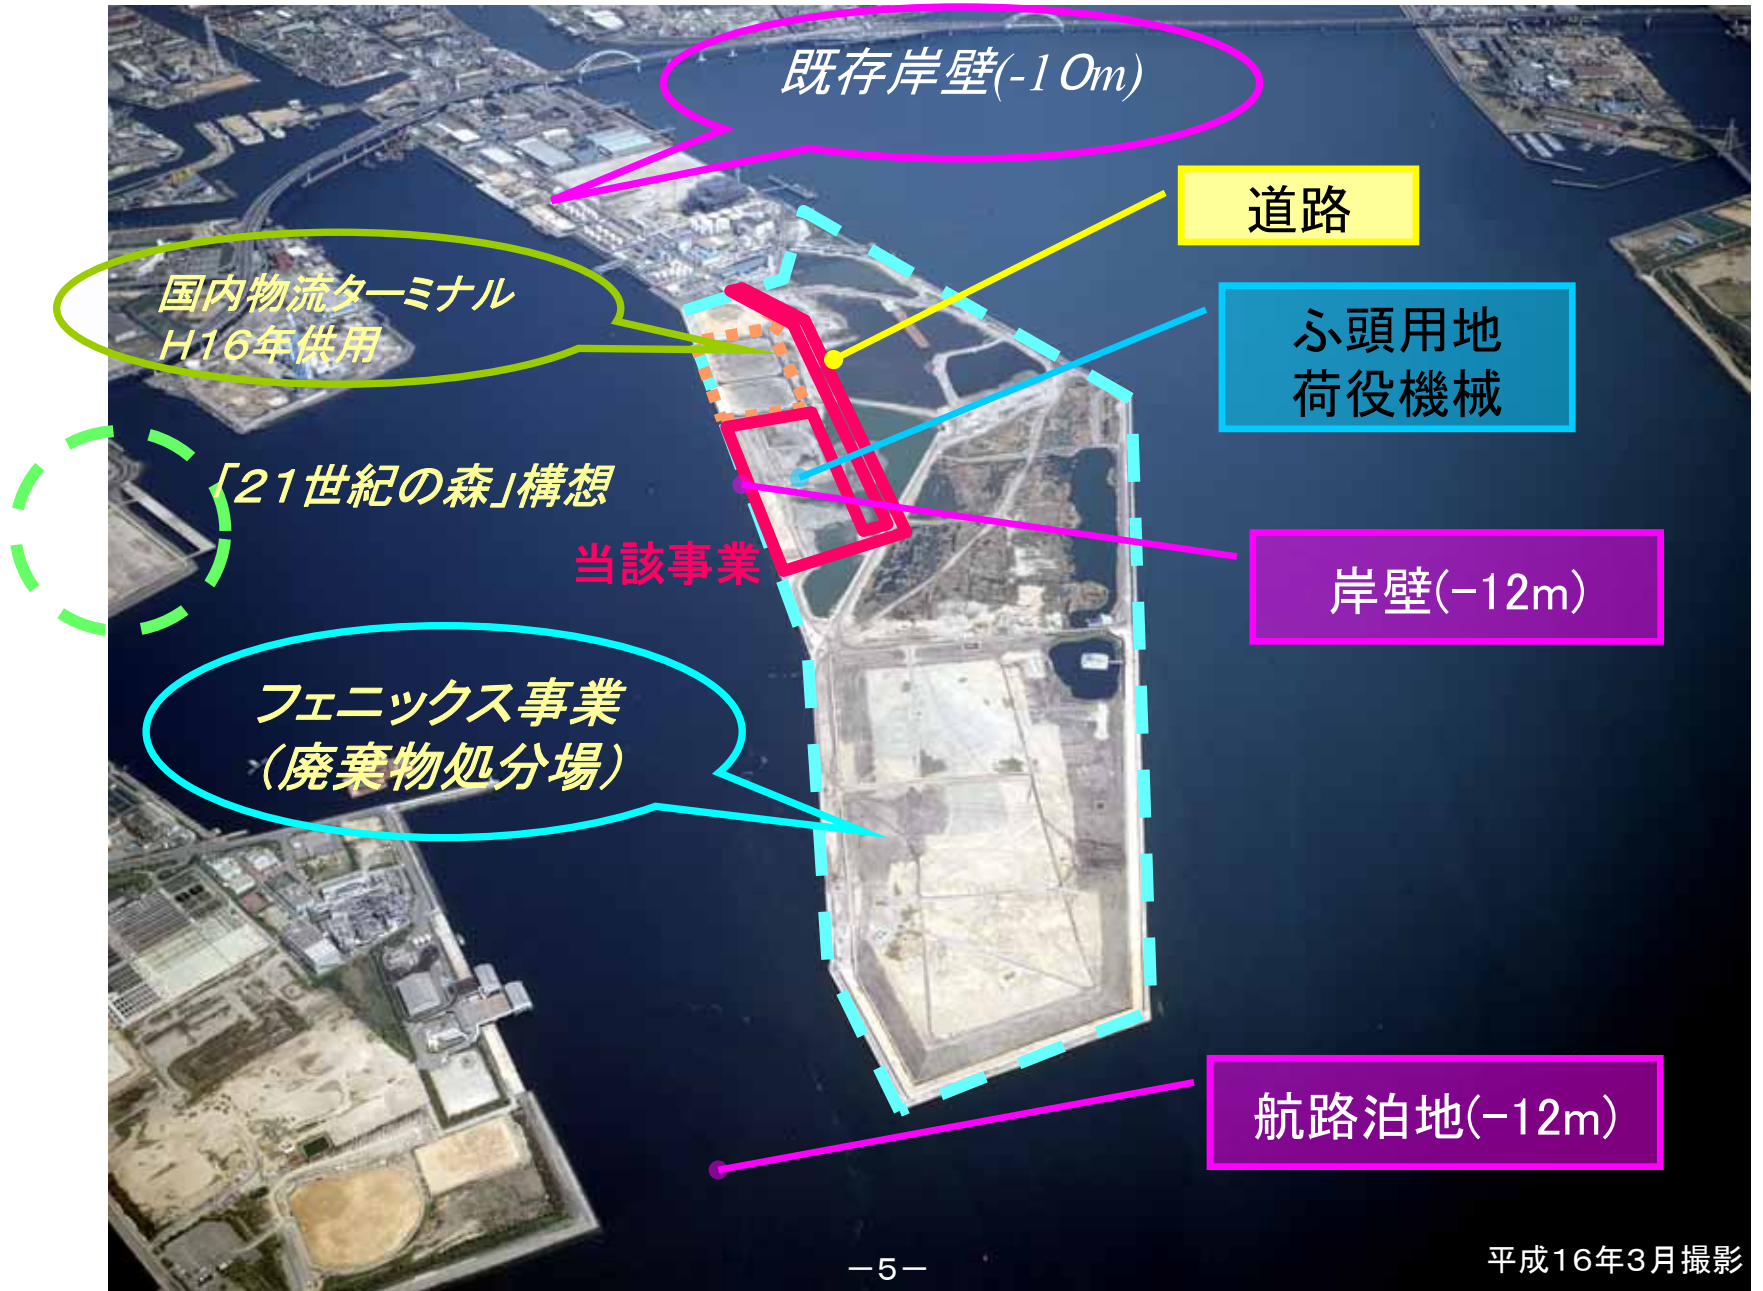 既存岸壁(-10m)
道路
国内物流ターミナル
H16年供用
ふ頭用地
荷役機械
「21世紀の森」構想
当該事業
岸壁(-12m)
フェニックス事業
(廃棄物処分場)
航路泊地(-12m)
-5-
平成16年3月撮影